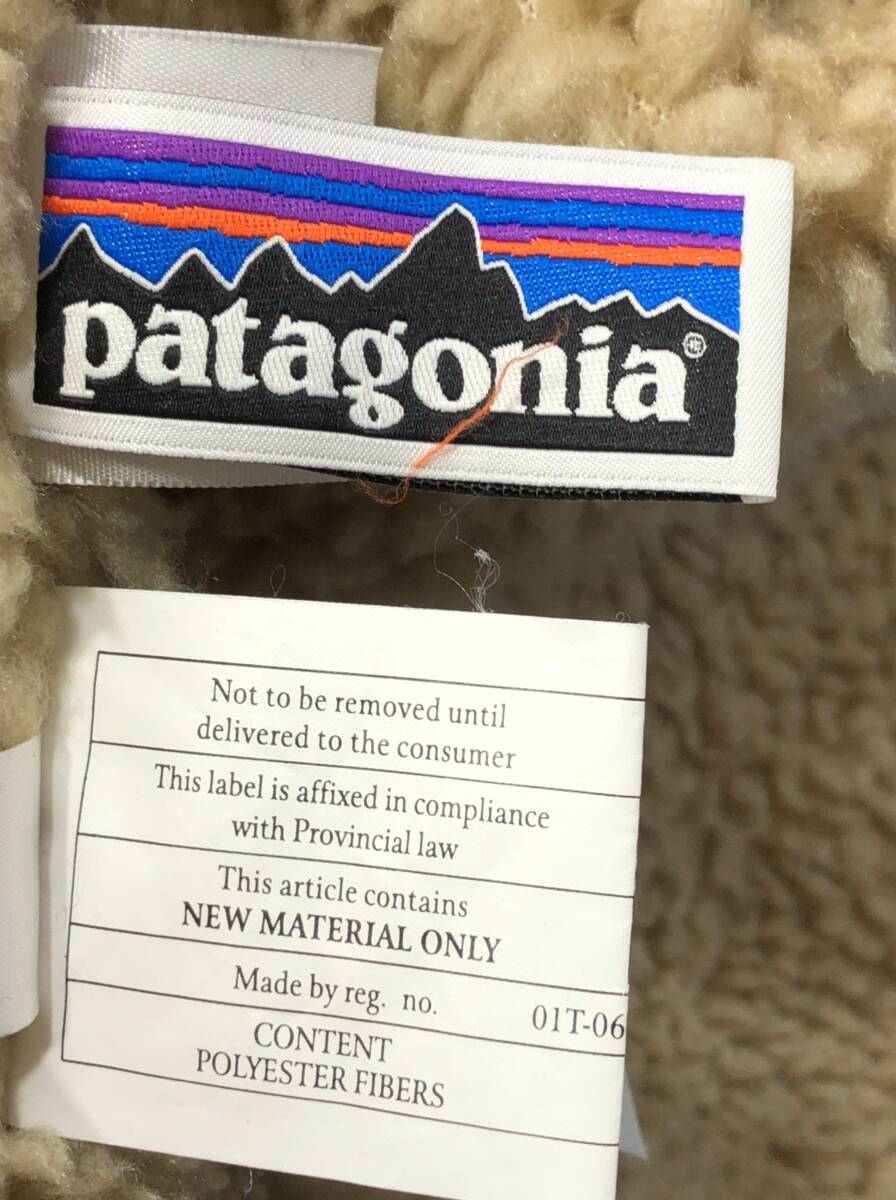 patagonia®
Not to be removed until
delivered to the consumer
This label is affixed in compliance
with Provincial law
This article contains
NEW MATERIAL ONLY
Made by reg. no. 01T-06
CONTENT
POLYESTER FIBERS